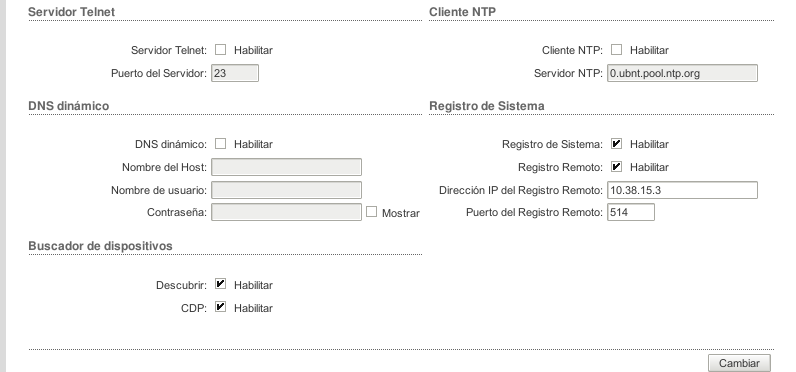 Servidor Telnet
Servidor Telnet: Habilitar
Puerto del Servidor: 23
Cliente NTP
Cliente NTP: Habilitar
Servidor NTP: 0.ubnt.pool.ntp.org
DNS dinámico
DNS dinámico: Habilitar
Nombre del Host:
Nombre de usuario:
Contraseña: Mostrar
Registro de Sistema
Registro de Sistema: Habilitar
Registro Remoto: Habilitar
Dirección IP del Registro Remoto: 10.38.15.3
Puerto del Registro Remoto: 514
Buscador de dispositivos
Descubrir: Habilitar
CDP: Habilitar
Cambiar